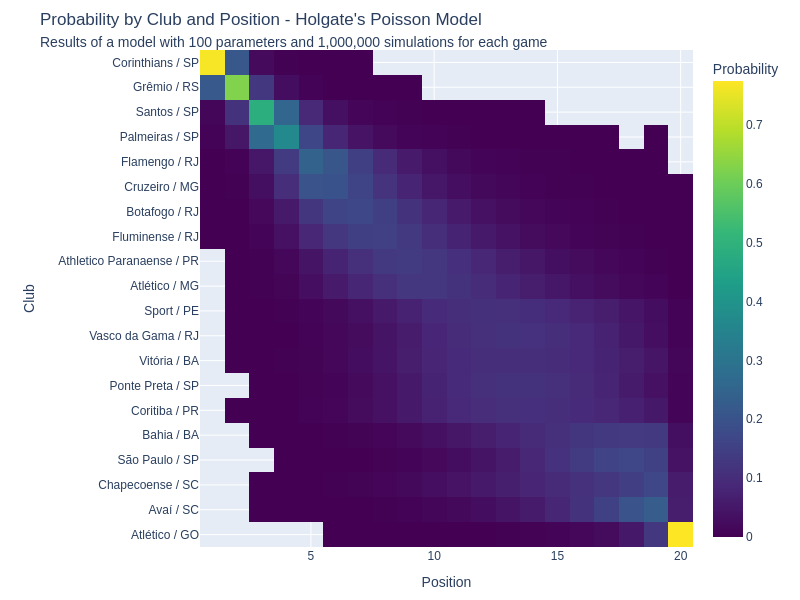 Probability by Club and Position - Holgate's Poisson Model
Results of a model with 100 parameters and 1,000,000 simulations for each game
Probability
0.7
0.6
0.5
0.4
0.3
0.2
0.1
0
Club
Corinthians / SP
Grêmio / RS
Santos / SP
Palmeiras / SP
Flamengo / RJ
Cruzeiro / MG
Botafogo / RJ
Fluminense / RJ
Athletico Paranaense / PR
Atlético / MG
Sport / PE
Vasco da Gama / RJ
Vitória / BA
Ponte Preta / SP
Coritiba / PR
Bahia / BA
São Paulo / SP
Chapecoense / SC
Avaí / SC
Atlético / GO
5 10 15 20
Position